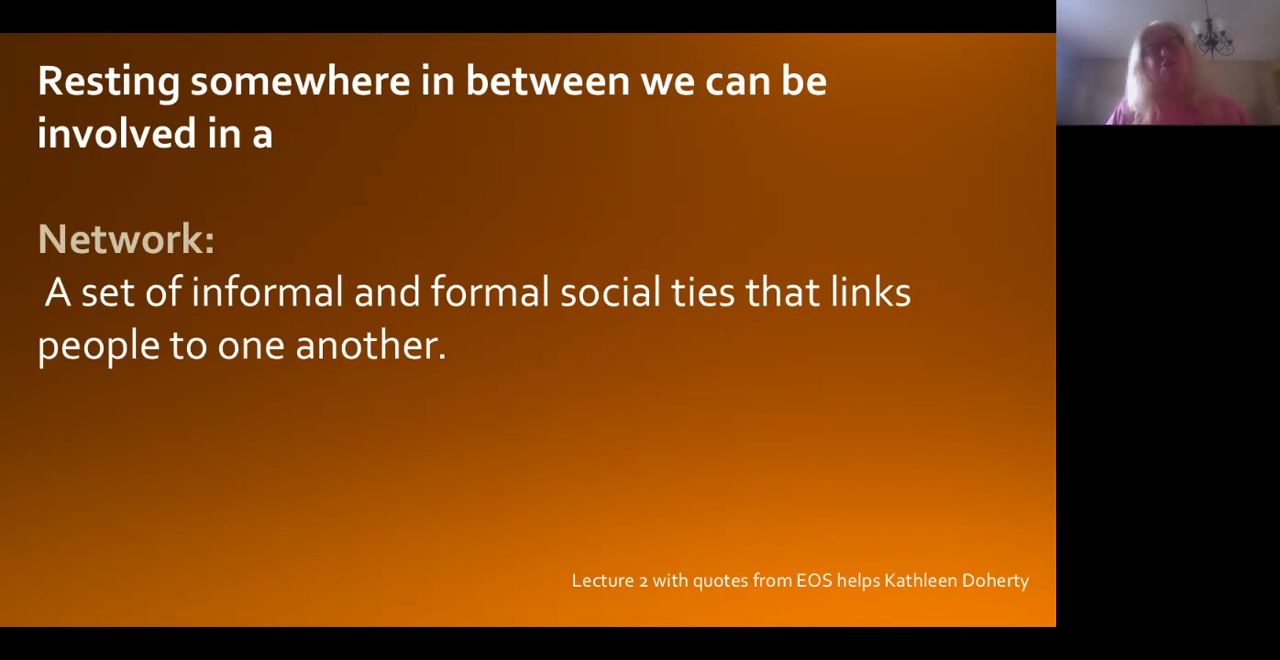 Resting somewhere in between we can be
involved in a
Network:
A set of informal and formal social ties that links
people to one another.
Lecture 2 with quotes from EOS helps Kathleen Doherty